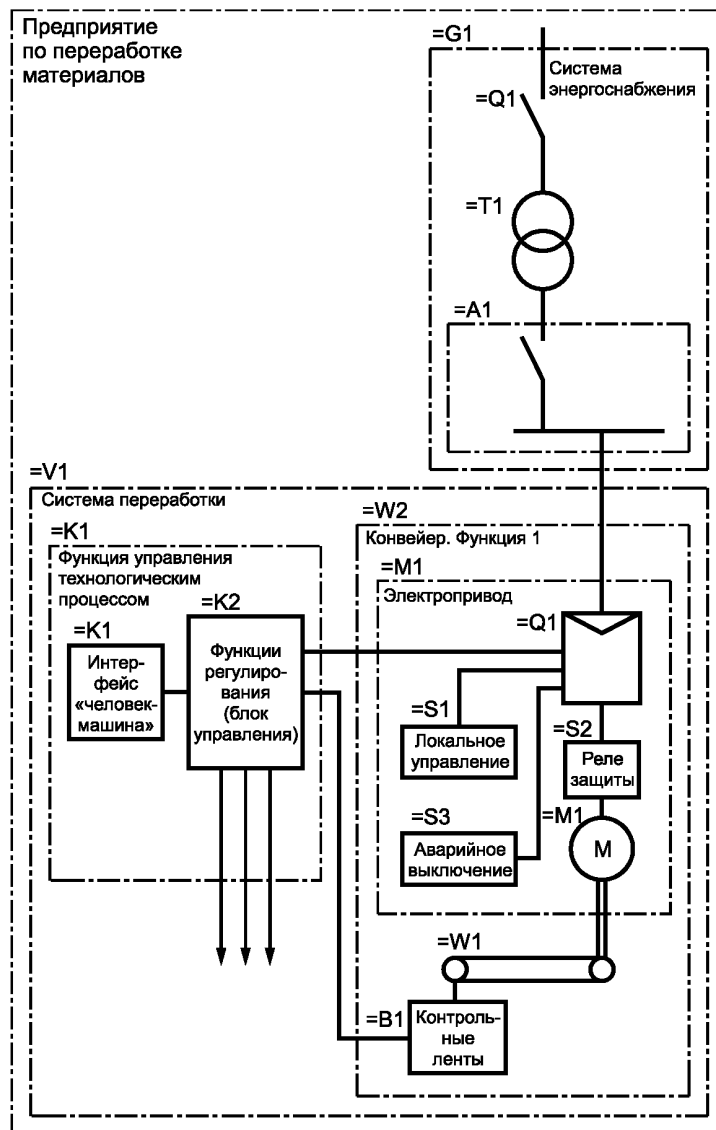 Предприятие
по переработке
материалов
=G1
Система
энергоснабжения
=Q1
=T1
=A1
=V1
Система переработки
=K1
Функция управления
технологическим
процессом
=K1
Интер-
фейс
«человек-
машина»
=K2
Функции
регулиро-
вания
(блок
управления)
=W2
Конвейер. Функция 1
=M1
Электропривод
=Q1
=S1
Локальное
управление
=S2
Реле
защиты
=S3
Аварийное
выключение
=M1
M
=W1
=B1
Контроль-
ные
ленты